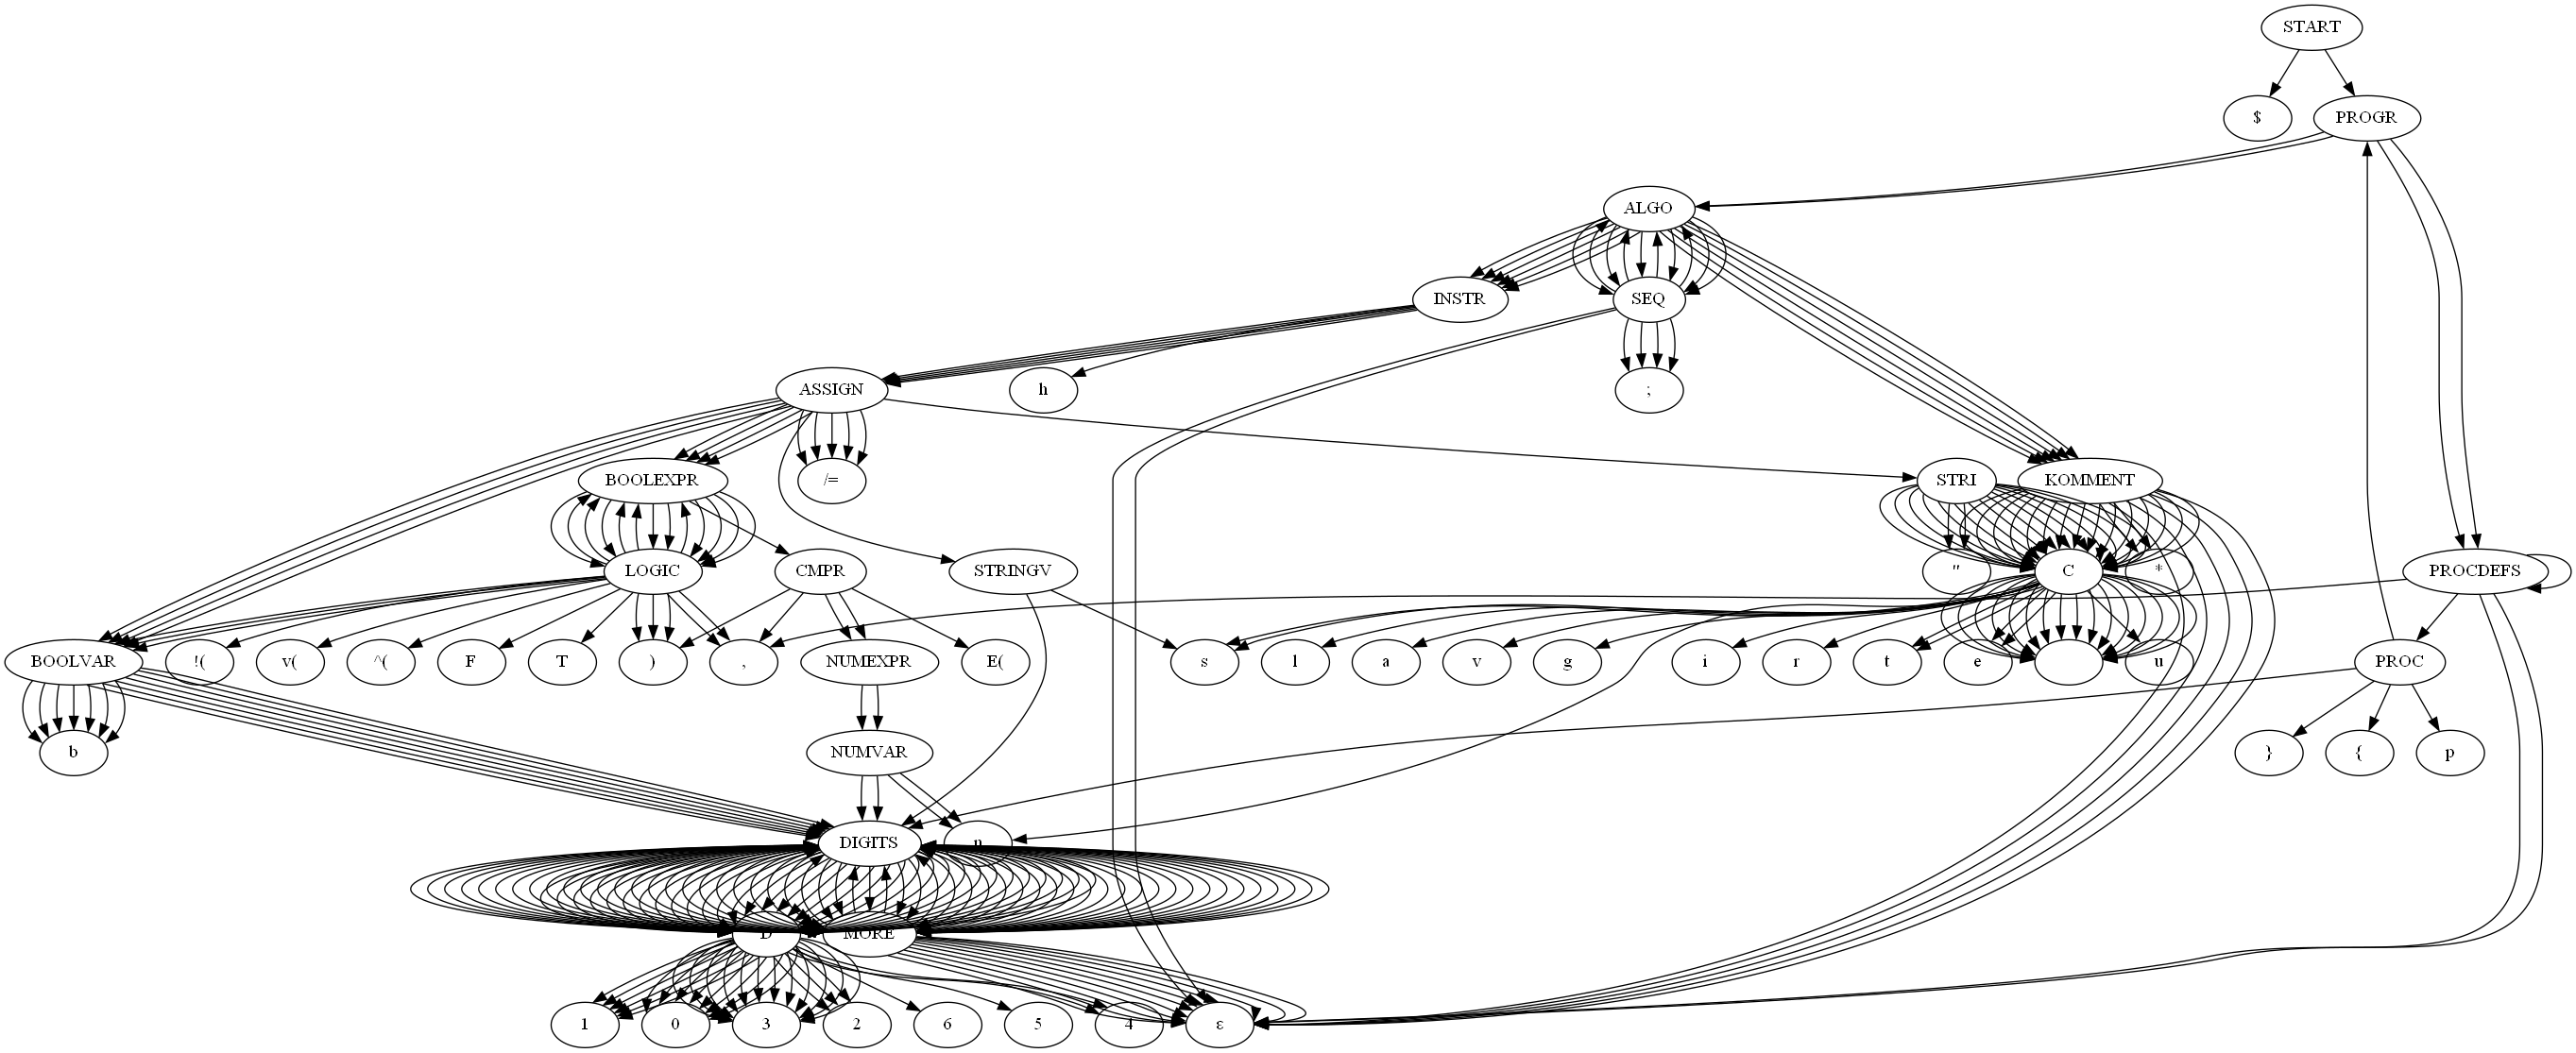 START
$ PROGR
ALGO
INSTR SEQ
ASSIGN h ;
BOOLEXPR /= STRI KOMMENT
LOGIC CMPR STRINGV " C * PROCDEFS
BOOLVAR !( v( ^( F T ) , NUMEXPR E( s l a v g i r t e u PROC
b NUMVAR } { p
DIGITS n
D MORE
1 0 3 2 6 5 4 ε